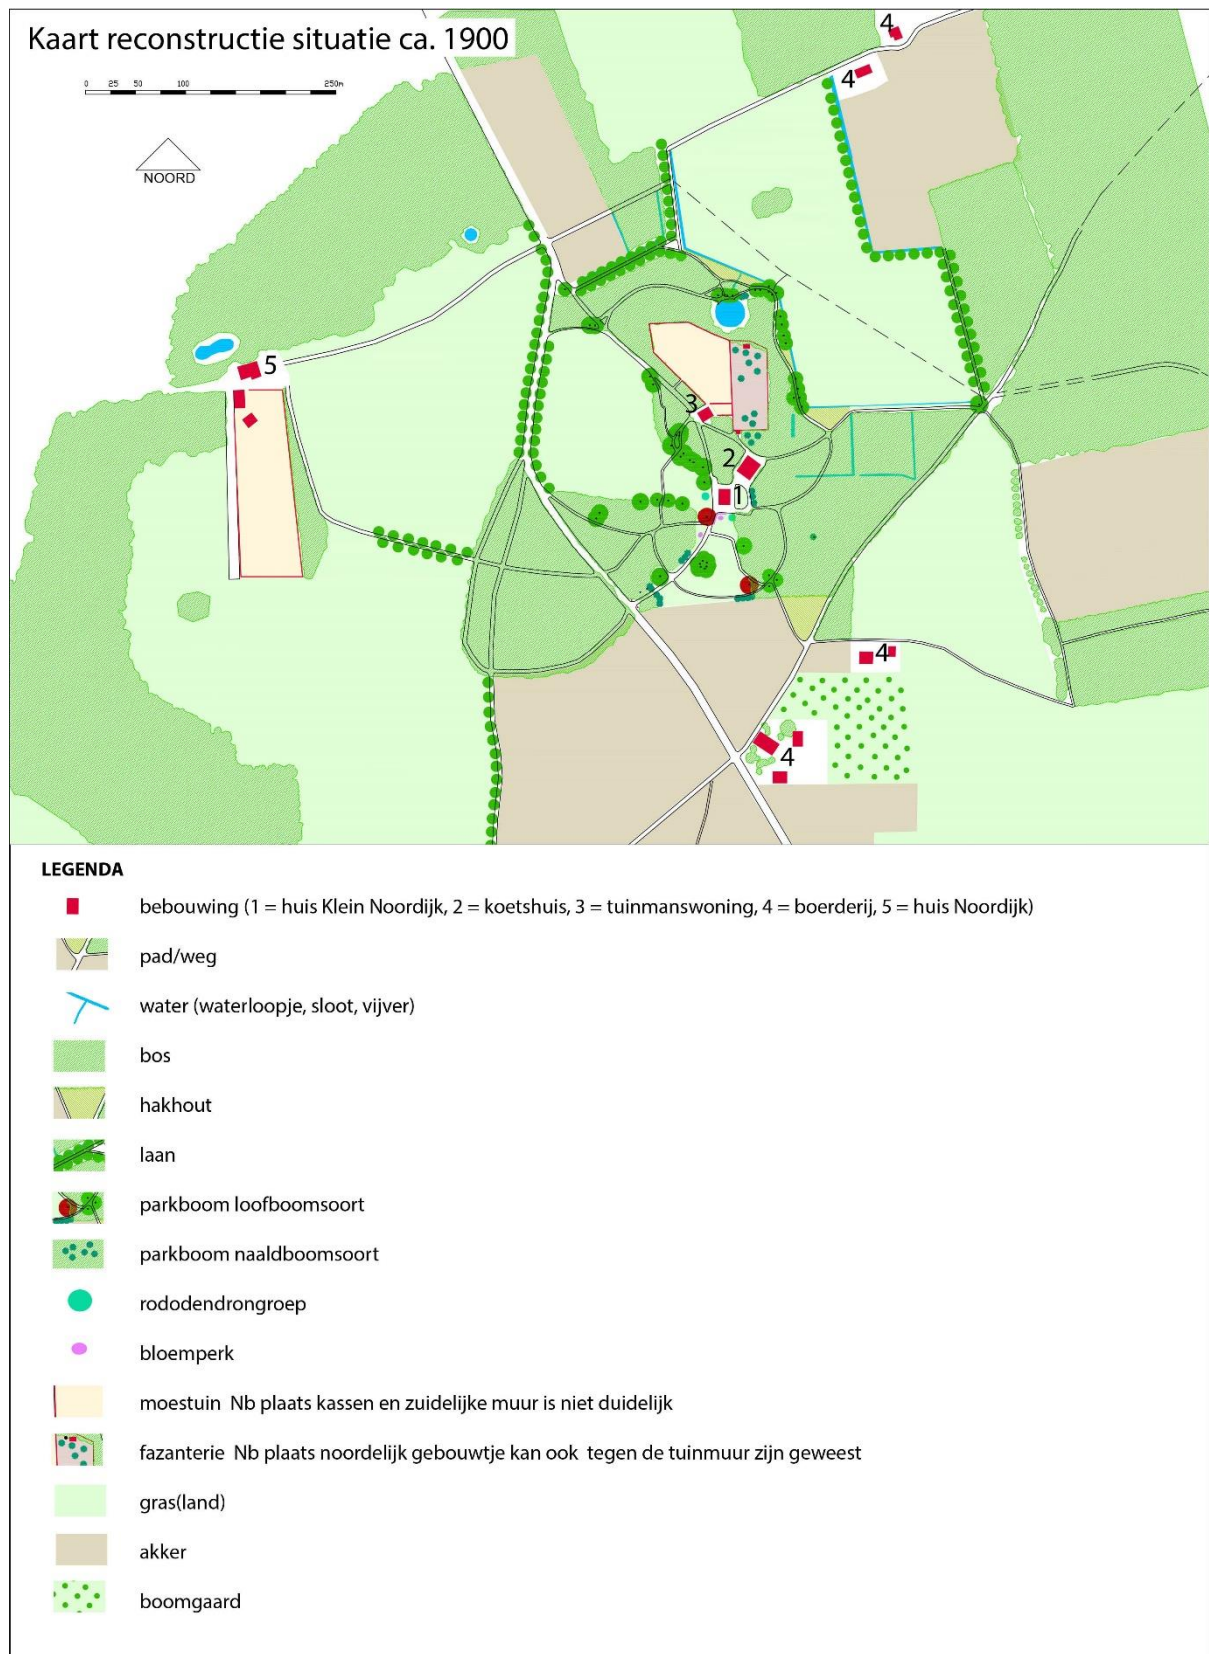 Kaart reconstructie situatie ca. 1900
0 25 50 100 250m
NOORD
4
4
5
3
2
1
4
4
LEGENDA
bebouwing (1 = huis Klein Noordijk, 2 = koetshuis, 3 = tuinmanswoning, 4 = boerderij, 5 = huis Noordijk)
pad/weg
water (waterloopje, sloot, vijver)
bos
hakhout
laan
parkboom loofboomsoort
parkboom naaldboomsoort
rododendrongroep
bloemperk
moestuin Nb plaats kassen en zuidelijke muur is niet duidelijk
fazanterie Nb plaats noordelijk gebouwtje kan ook tegen de tuinmuur zijn geweest
gras(land)
akker
boomgaard